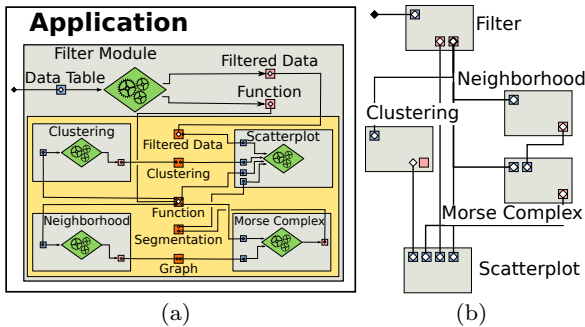 Application
Filter Module
Data Table
Filtered Data
Function
Clustering
Filtered Data
Scatterplot
Clustering
Function
Neighborhood
Segmentation
Morse Complex
Graph
(a)
Filter
Neighborhood
Clustering
Morse Complex
Scatterplot
(b)